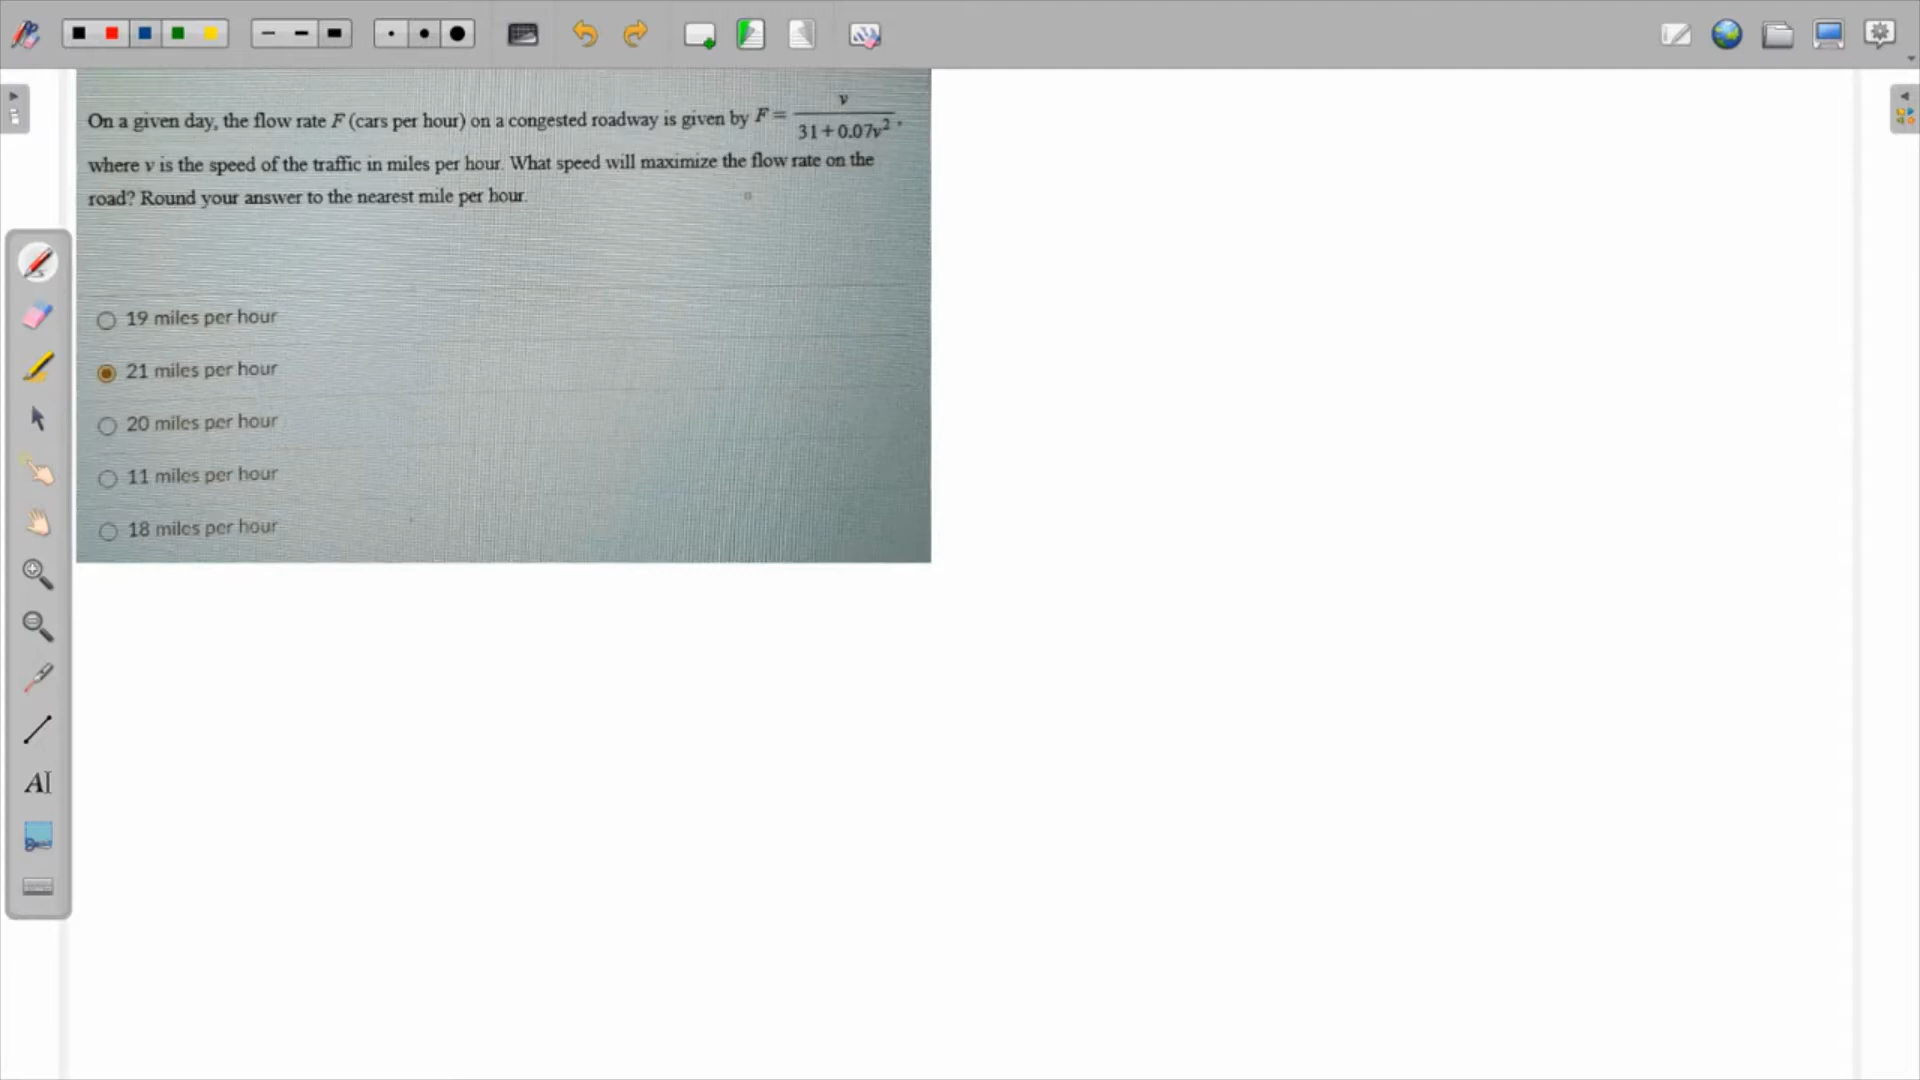 On a given day, the flow rate F (cars per hour) on a congested roadway is given by F = v / (31 + 0.07v²),
where v is the speed of the traffic in miles per hour. What speed will maximize the flow rate on the
road? Round your answer to the nearest mile per hour.
19 miles per hour
21 miles per hour
20 miles per hour
11 miles per hour
18 miles per hour
AI